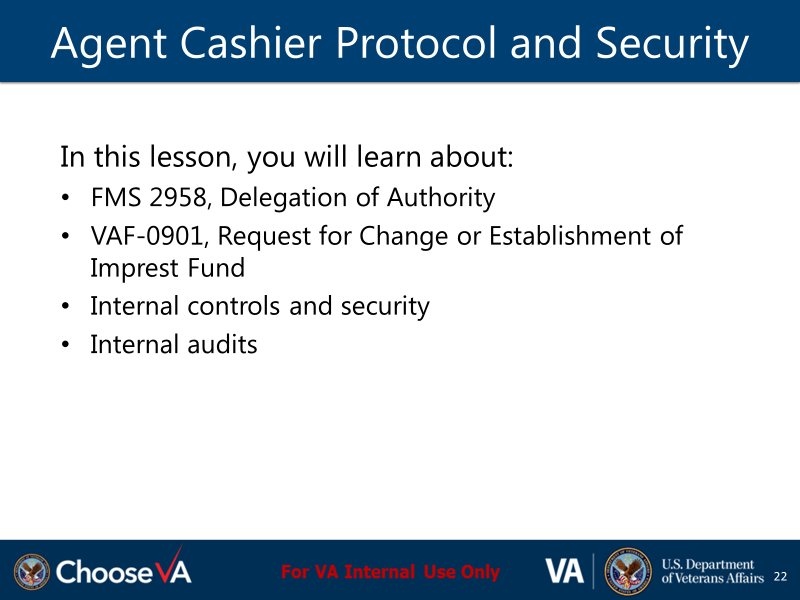 Agent Cashier Protocol and Security
In this lesson, you will learn about:
• FMS 2958, Delegation of Authority
• VAF-0901, Request for Change or Establishment of
Imprest Fund
• Internal controls and security
• Internal audits
Choose VA
For VA Internal Use Only
VA
U.S. Department
of Veterans Affairs
22